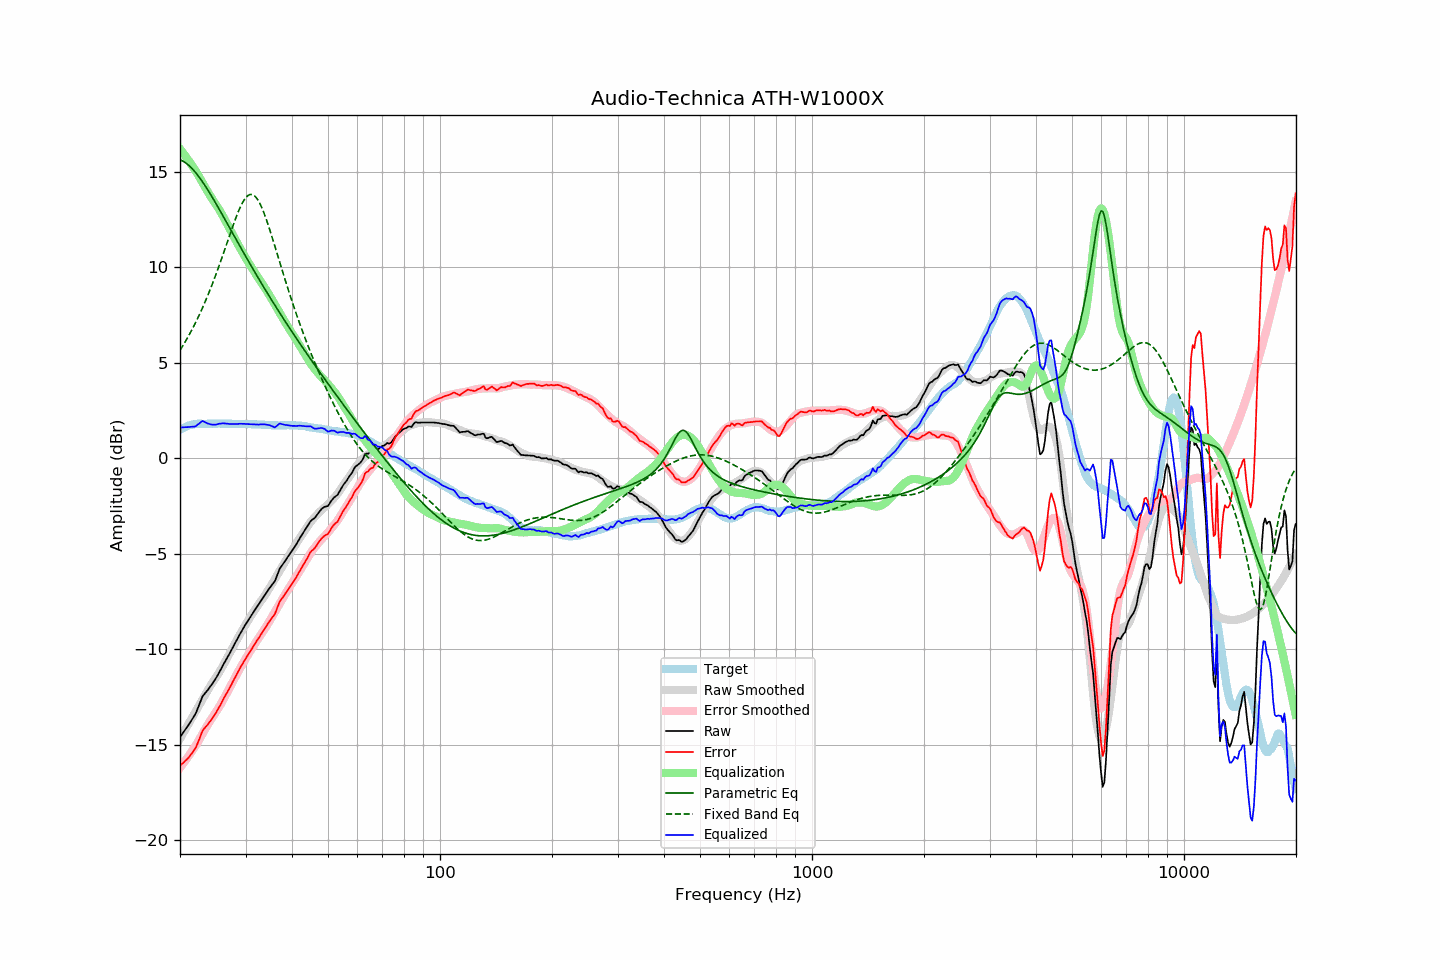 Audio-Technica ATH-W1000X
Amplitude (dBr)
15
10
5
0
−5
−10
−15
−20
Target
Raw Smoothed
Error Smoothed
Raw
Error
Equalization
Parametric Eq
Fixed Band Eq
Equalized
100
1000
10000
Frequency (Hz)